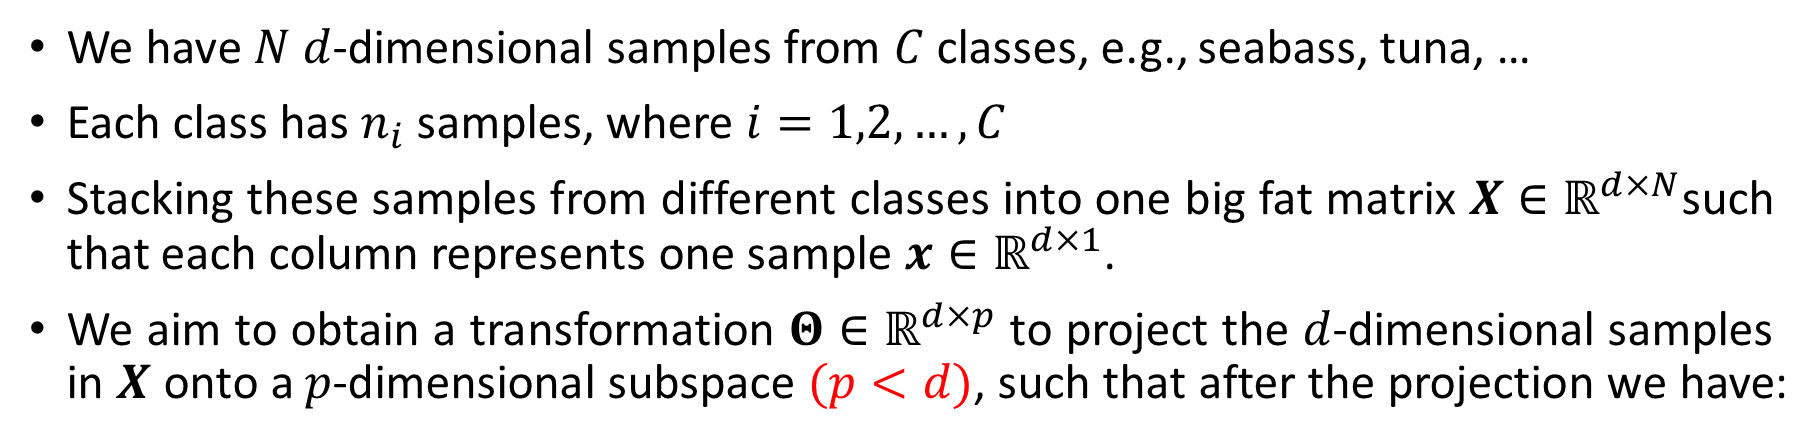 • We have 𝑁 𝑑-dimensional samples from 𝐶 classes, e.g., seabass, tuna, …
• Each class has 𝑛ᵢ samples, where 𝑖 = 1,2, … , 𝐶
• Stacking these samples from different classes into one big fat matrix 𝑿 ∈ ℝ^{𝑑×𝑁} such
that each column represents one sample 𝒙 ∈ ℝ^{𝑑×1}.
• We aim to obtain a transformation 𝚯 ∈ ℝ^{𝑑×𝑝} to project the 𝑑-dimensional samples
in 𝑿 onto a 𝑝-dimensional subspace (𝑝 < 𝑑), such that after the projection we have: